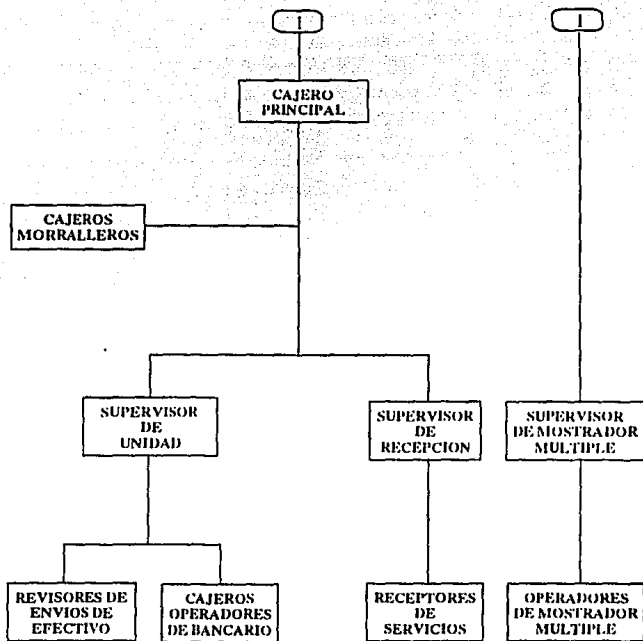 1
1
CAJERO
PRINCIPAL
CAJEROS
MORRALLEROS
SUPERVISOR
DE
UNIDAD
SUPERVISOR
DE
RECEPCION
SUPERVISOR
DE MOSTRADOR
MULTIPLE
REVISORES DE
ENVIOS DE
EFECTIVO
CAJEROS
OPERADORES
DE BANCARIO
RECEPTORES
DE
SERVICIOS
OPERADORES
DE MOSTRADOR
MULTIPLE